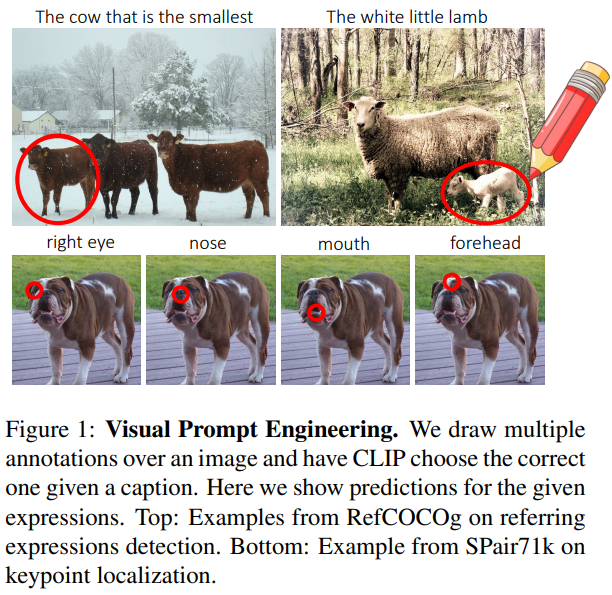 The cow that is the smallest
The white little lamb
right eye
nose
mouth
forehead
Figure 1: Visual Prompt Engineering. We draw multiple
annotations over an image and have CLIP choose the correct
one given a caption. Here we show predictions for the given
expressions. Top: Examples from RefCOCOg on referring
expressions detection. Bottom: Example from SPair71k on
keypoint localization.